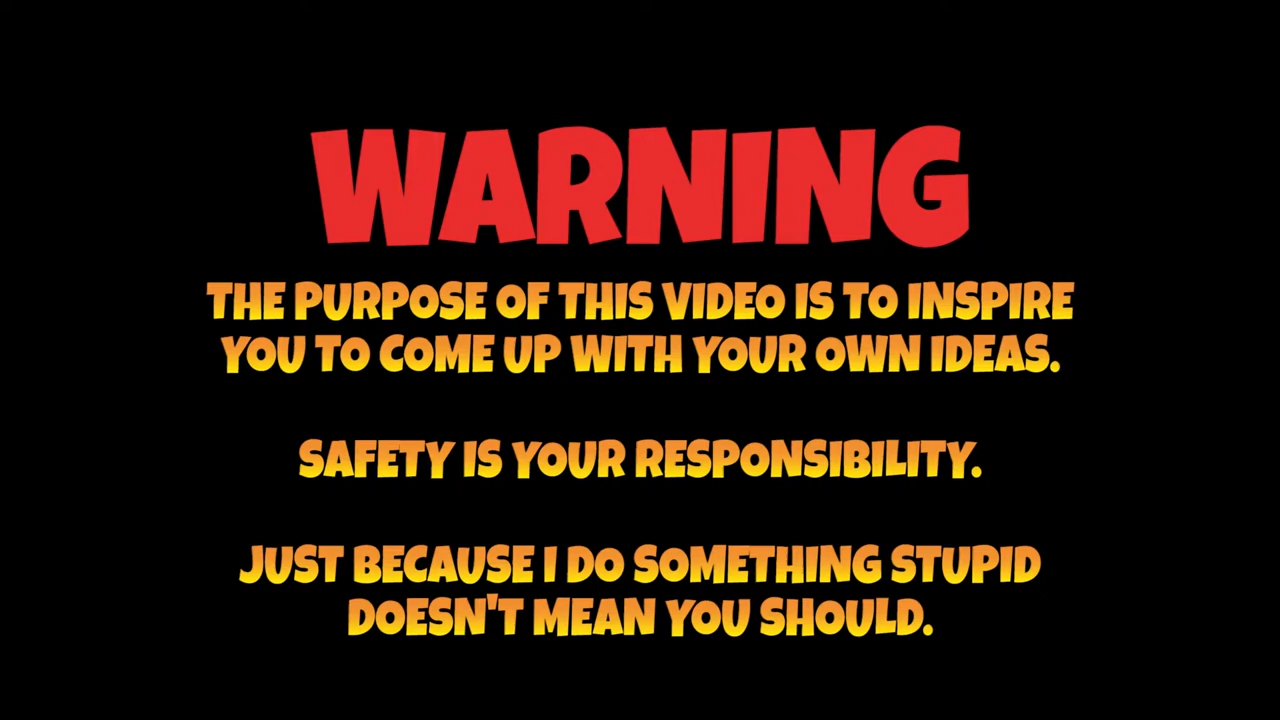 WARNING
THE PURPOSE OF THIS VIDEO IS TO INSPIRE
YOU TO COME UP WITH YOUR OWN IDEAS.
SAFETY IS YOUR RESPONSIBILITY.
JUST BECAUSE I DO SOMETHING STUPID
DOESN'T MEAN YOU SHOULD.